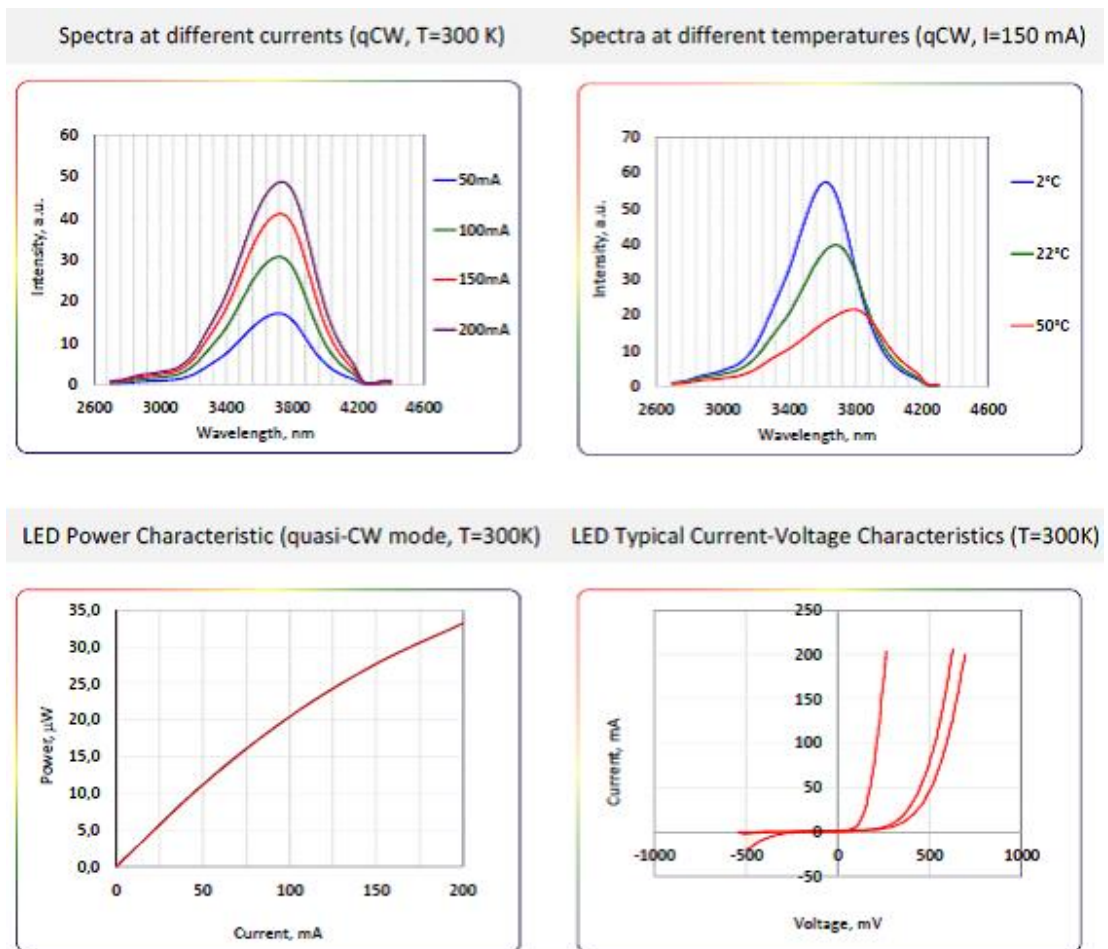 Spectra at different currents (qCW, T=300 K)
Spectra at different temperatures (qCW, I=150 mA)
60
50
40
30
20
10
0
Intensity, a.u.
2600 3000 3400 3800 4200 4600
Wavelength, nm
50mA
100mA
150mA
200mA
70
60
50
40
30
20
10
0
Intensity, a.u.
2600 3000 3400 3800 4200 4600
Wavelength, nm
2°C
22°C
50°C
LED Power Characteristic (quasi-CW mode, T=300K)
LED Typical Current-Voltage Characteristics (T=300K)
35,0
30,0
25,0
20,0
15,0
10,0
5,0
0,0
Power, μW
0 50 100 150 200
Current, mA
250
200
150
100
50
0
-50
Current, mA
-1000 -500 0 500 1000
Voltage, mV